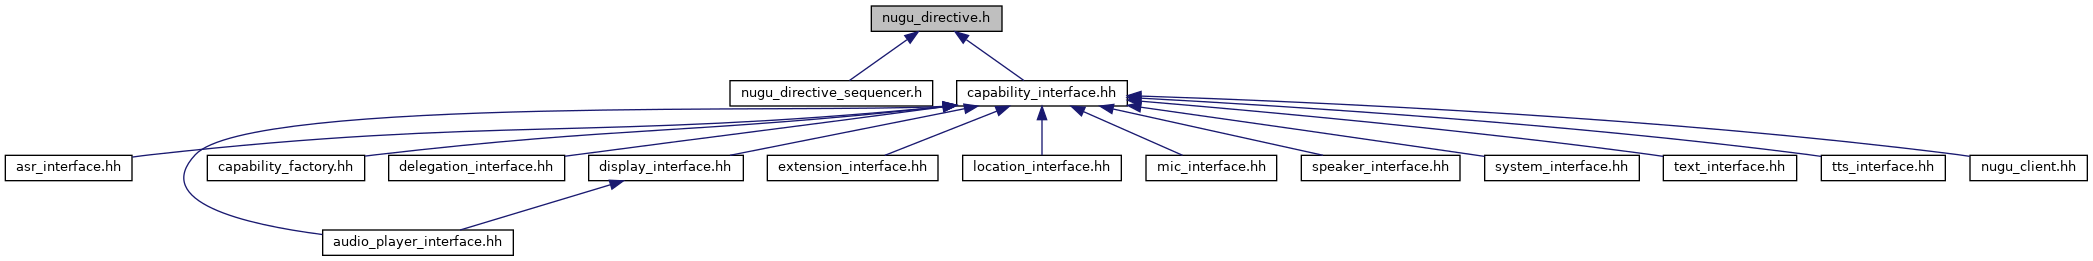 nugu_directive.h
nugu_directive_sequencer.h
capability_interface.hh
asr_interface.hh
capability_factory.hh
delegation_interface.hh
display_interface.hh
extension_interface.hh
location_interface.hh
mic_interface.hh
speaker_interface.hh
system_interface.hh
text_interface.hh
tts_interface.hh
nugu_client.hh
audio_player_interface.hh